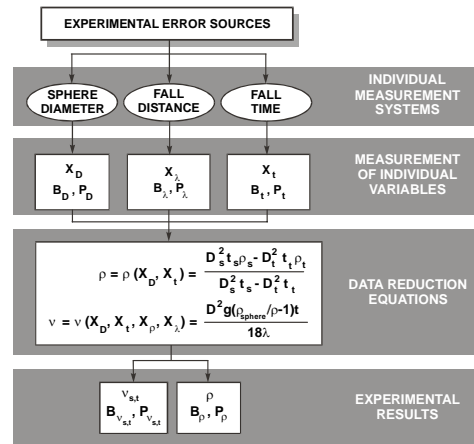 EXPERIMENTAL ERROR SOURCES
SPHERE
DIAMETER
FALL
DISTANCE
FALL
TIME
INDIVIDUAL
MEASUREMENT
SYSTEMS
X_D
B_D, P_D
X_λ
B_λ, P_λ
X_t
B_t, P_t
MEASUREMENT
OF INDIVIDUAL
VARIABLES
ρ = ρ (X_D, X_t) = (D_s^2 t_s ρ_s - D_t^2 t_t ρ_t) / (D_s^2 t_s - D_t^2 t_t)
ν = ν (X_D, X_t, X_ρ, X_λ) = D^2 g(ρ_sphere/ρ-1)t / 18λ
DATA REDUCTION
EQUATIONS
ν_s,t
B_ν_s,t, P_ν_s,t
ρ
B_ρ, P_ρ
EXPERIMENTAL
RESULTS